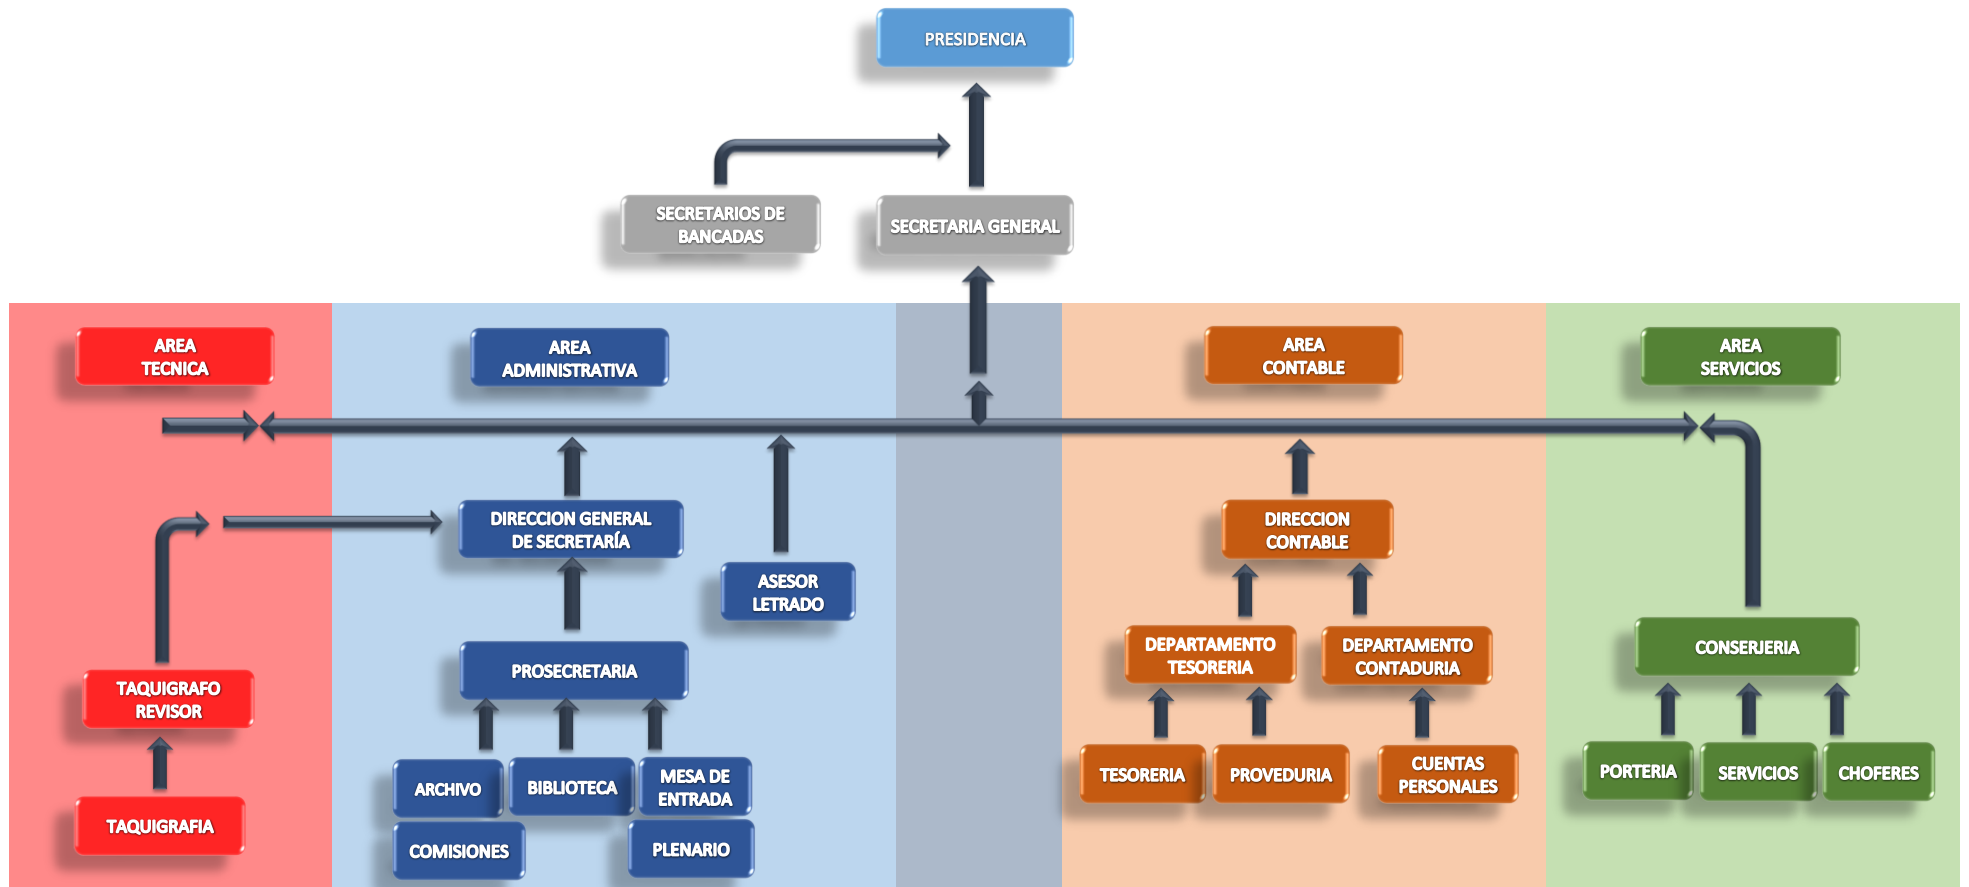 PRESIDENCIA
SECRETARIOS DE
BANCADAS
SECRETARIA GENERAL
AREA
TECNICA
AREA
ADMINISTRATIVA
AREA
CONTABLE
AREA
SERVICIOS
DIRECCION GENERAL
DE SECRETARÍA
DIRECCION
CONTABLE
ASESOR
LETRADO
PROSECRETARIA
DEPARTAMENTO
TESORERIA
DEPARTAMENTO
CONTADURIA
CONSERJERIA
TAQUIGRAFO
REVISOR
ARCHIVO
BIBLIOTECA
MESA DE
ENTRADA
TESORERIA
PROVEDURIA
CUENTAS
PERSONALES
PORTERIA
SERVICIOS
CHOFERES
TAQUIGRAFIA
COMISIONES
PLENARIO